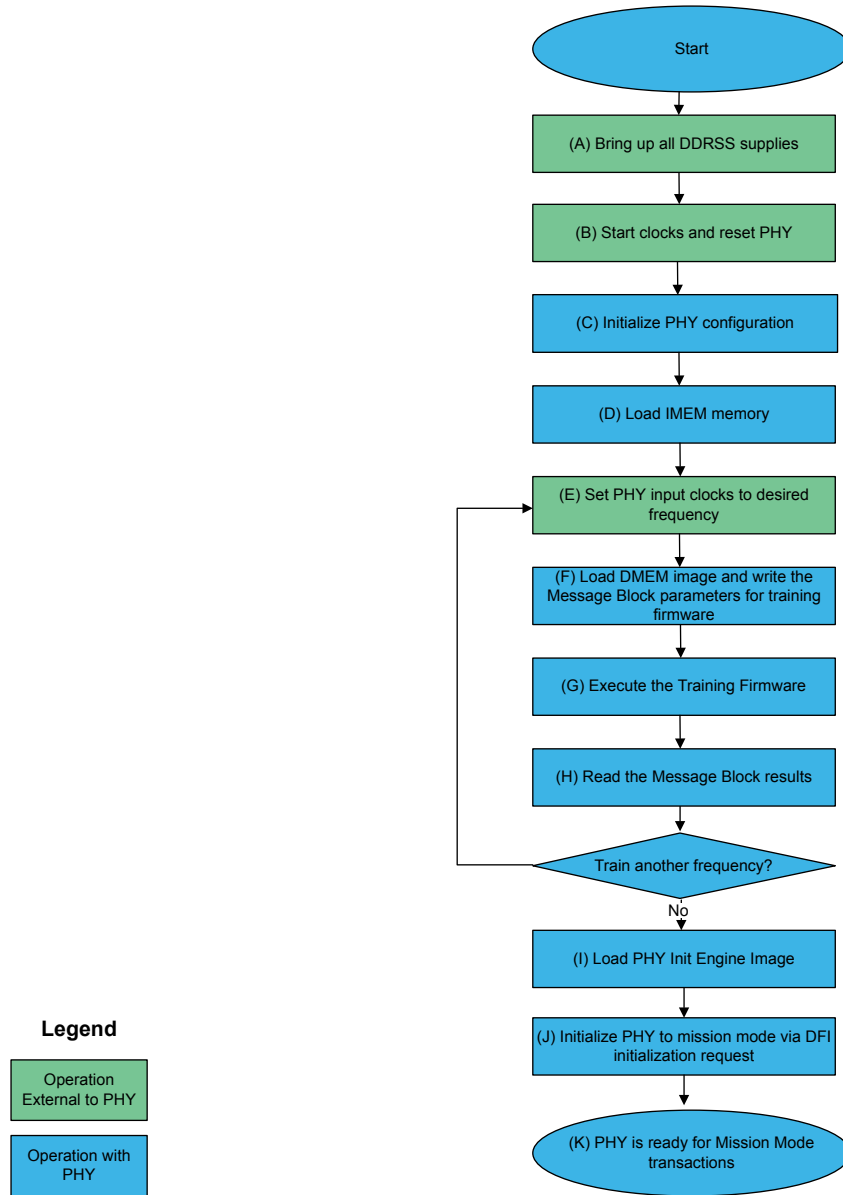 Start
(A) Bring up all DDRSS supplies
(B) Start clocks and reset PHY
(C) Initialize PHY configuration
(D) Load IMEM memory
(E) Set PHY input clocks to desired
frequency
(F) Load DMEM image and write the
Message Block parameters for training
firmware
(G) Execute the Training Firmware
(H) Read the Message Block results
Train another frequency?
No
(I) Load PHY Init Engine Image
(J) Initialize PHY to mission mode via DFI
initialization request
(K) PHY is ready for Mission Mode
transactions
Legend
Operation
External to PHY
Operation with
PHY